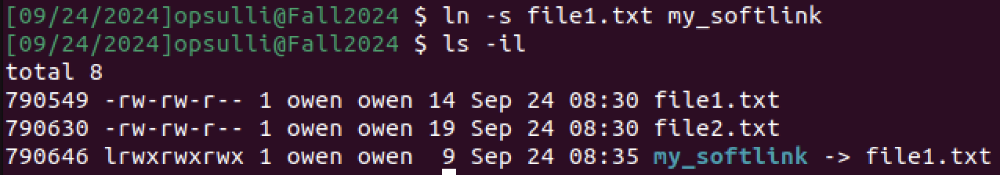 [09/24/2024]opsulli@Fall2024 $ ln -s file1.txt my_softlink
[09/24/2024]opsulli@Fall2024 $ ls -il
total 8
790549 -rw-rw-r-- 1 owen owen 14 Sep 24 08:30 file1.txt
790630 -rw-rw-r-- 1 owen owen 19 Sep 24 08:30 file2.txt
790646 lrwxrwxrwx 1 owen owen  9 Sep 24 08:35 my_softlink -> file1.txt